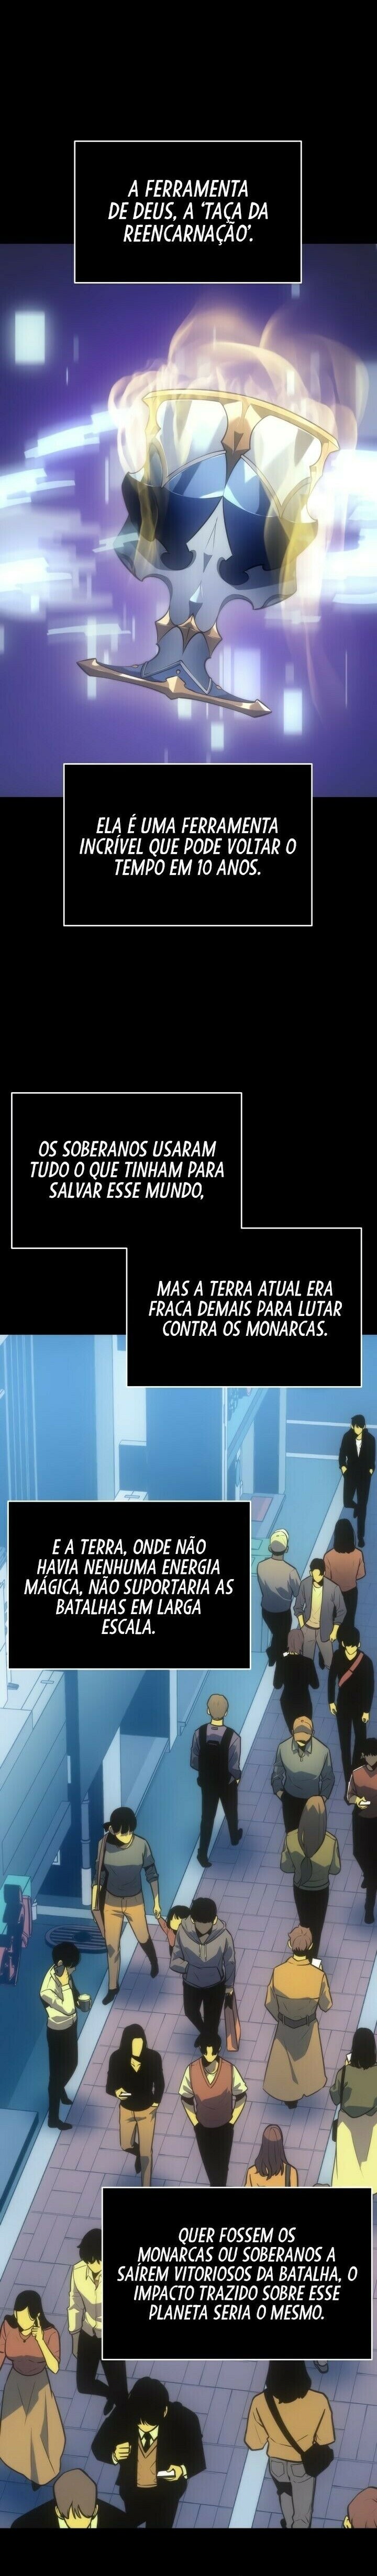 A FERRAMENTA
DE DEUS, A 'TAÇA DA
REENCARNAÇÃO'.
ELA É UMA FERRAMENTA
INCRÍVEL QUE PODE VOLTAR O
TEMPO EM 10 ANOS.
OS SOBERANOS USARAM
TUDO O QUE TINHAM PARA
SALVAR ESSE MUNDO,
MAS A TERRA ATUAL ERA
FRACA DEMAIS PARA LUTAR
CONTRA OS MONARCAS.
E A TERRA, ONDE NÃO
HAVIA NENHUMA ENERGIA
MÁGICA, NÃO SUPORTARIA AS
BATALHAS EM LARGA
ESCALA.
QUER FOSSEM OS
MONARCAS OU SOBERANOS A
SAÍREM VITORIOSOS DA BATALHA, O
IMPACTO TRAZIDO SOBRE ESSE
PLANETA SERIA O MESMO.